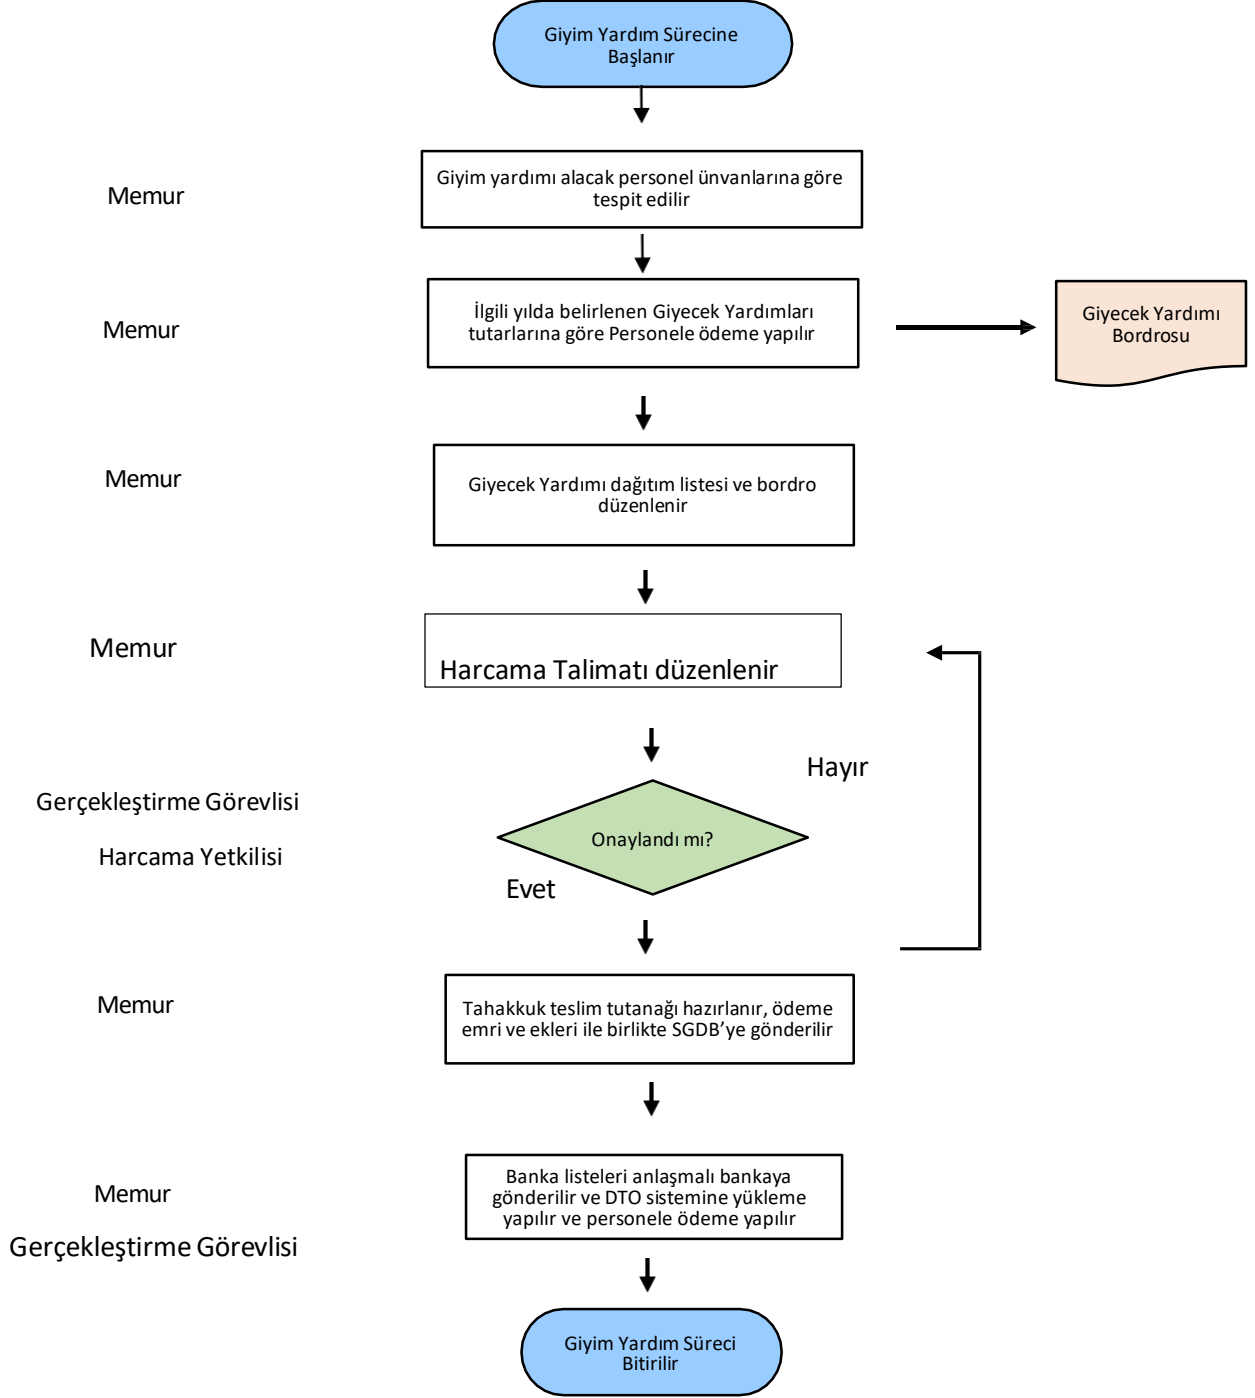 Giyim Yardım Sürecine
Başlanır
Memur
Giyim yardımı alacak personel ünvanlarına göre
tespit edilir
Memur
İlgili yılda belirlenen Giyecek Yardımları
tutarlarına göre Personele ödeme yapılır
Giyecek Yardımı
Bordrosu
Memur
Giyecek Yardımı dağıtım listesi ve bordro
düzenlenir
Memur
Harcama Talimatı düzenlenir
Hayır
Gerçekleştirme Görevlisi
Harcama Yetkilisi
Onaylandı mı?
Evet
Memur
Tahakkuk teslim tutanağı hazırlanır, ödeme
emri ve ekleri ile birlikte SGDB’ye gönderilir
Memur
Gerçekleştirme Görevlisi
Banka listeleri anlaşmalı bankaya
gönderilir ve DTO sistemine yükleme
yapılır ve personele ödeme yapılır
Giyim Yardım Süreci
Bitirilir